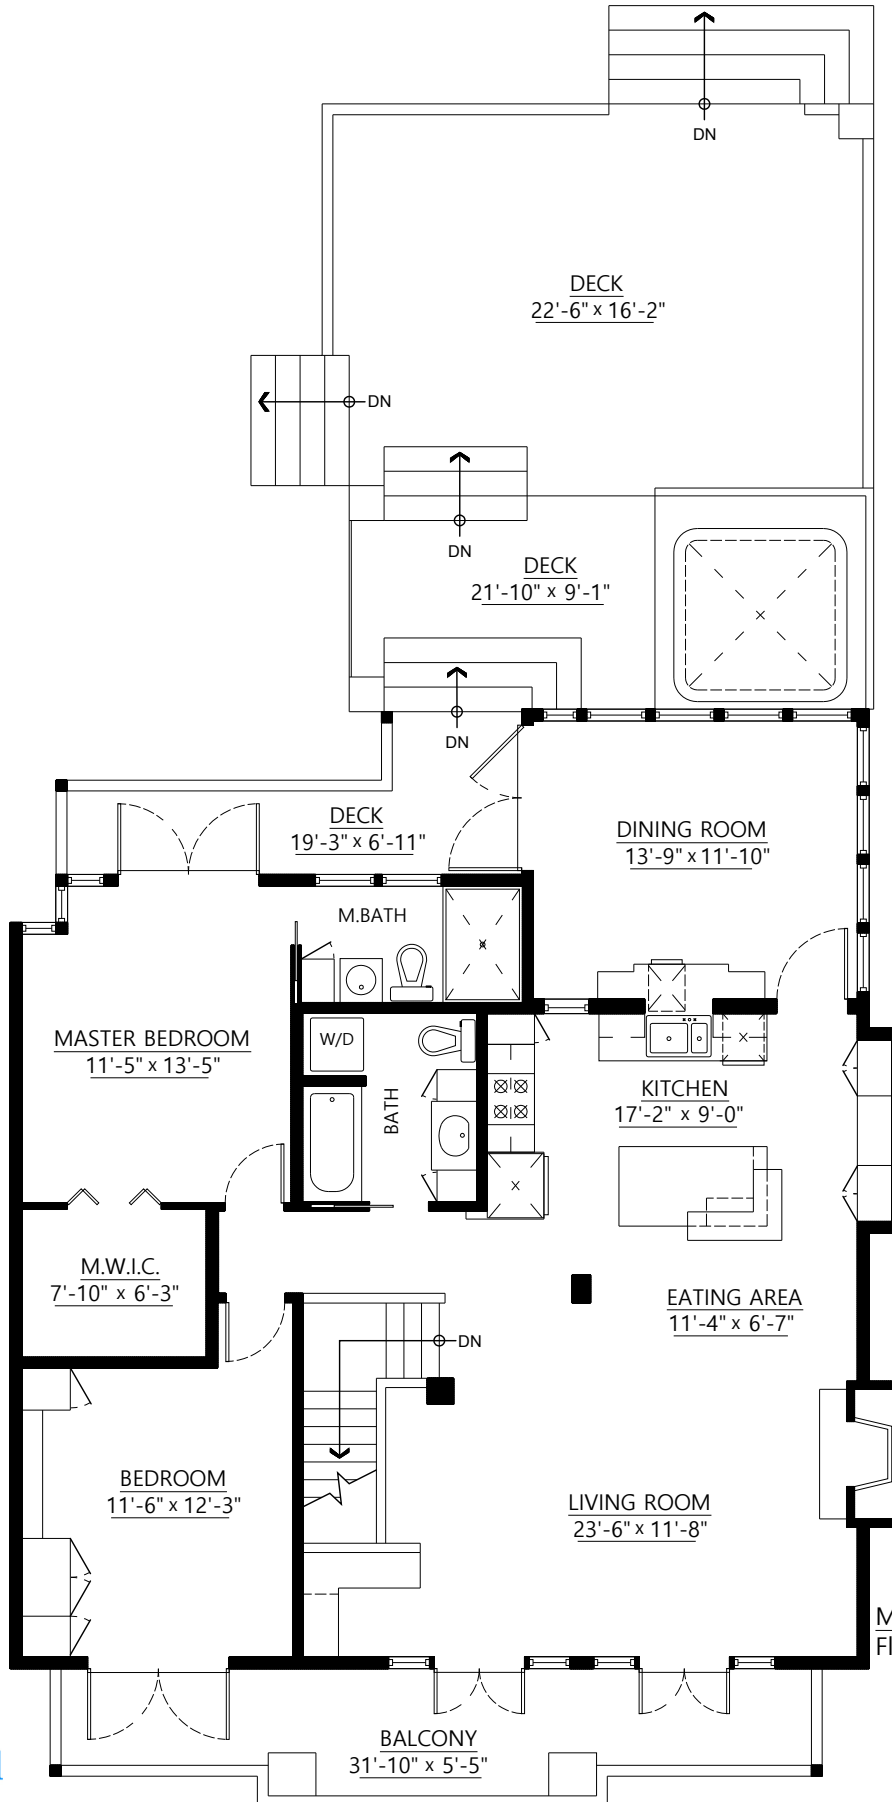 DN
DECK
22'-6" x 16'-2"
DN
DN
DECK
21'-10" x 9'-1"
DN
DECK
19'-3" x 6'-11"
DINING ROOM
13'-9" x 11'-10"
M.BATH
MASTER BEDROOM
11'-5" x 13'-5"
W/D
BATH
KITCHEN
17'-2" x 9'-0"
M.W.I.C.
7'-10" x 6'-3"
EATING AREA
11'-4" x 6'-7"
DN
BEDROOM
11'-6" x 12'-3"
LIVING ROOM
23'-6" x 11'-8"
BALCONY
31'-10" x 5'-5"